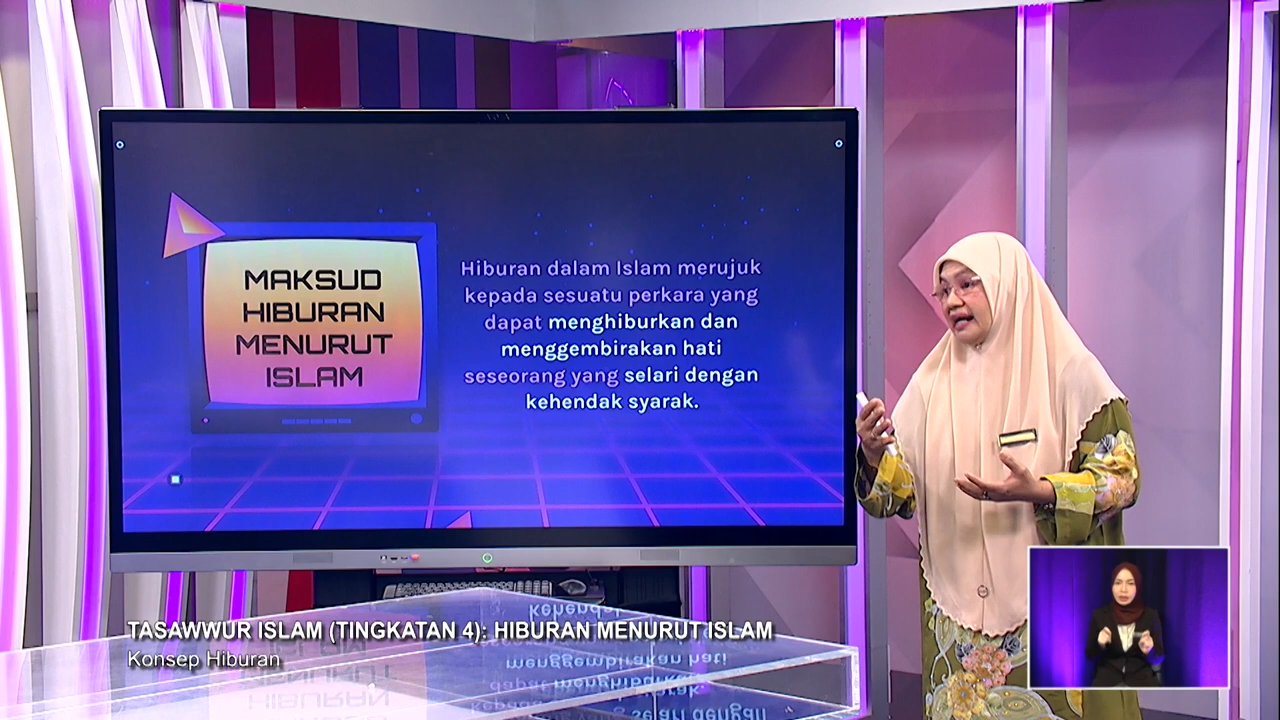 MAKSUD
HIBURAN
MENURUT
ISLAM
Hiburan dalam Islam merujuk
kepada sesuatu perkara yang
dapat menghiburkan dan
menggembirakan hati
seseorang yang selari dengan
kehendak syarak.
TASAWWUR ISLAM (TINGKATAN 4): HIBURAN MENURUT ISLAM
Konsep Hiburan